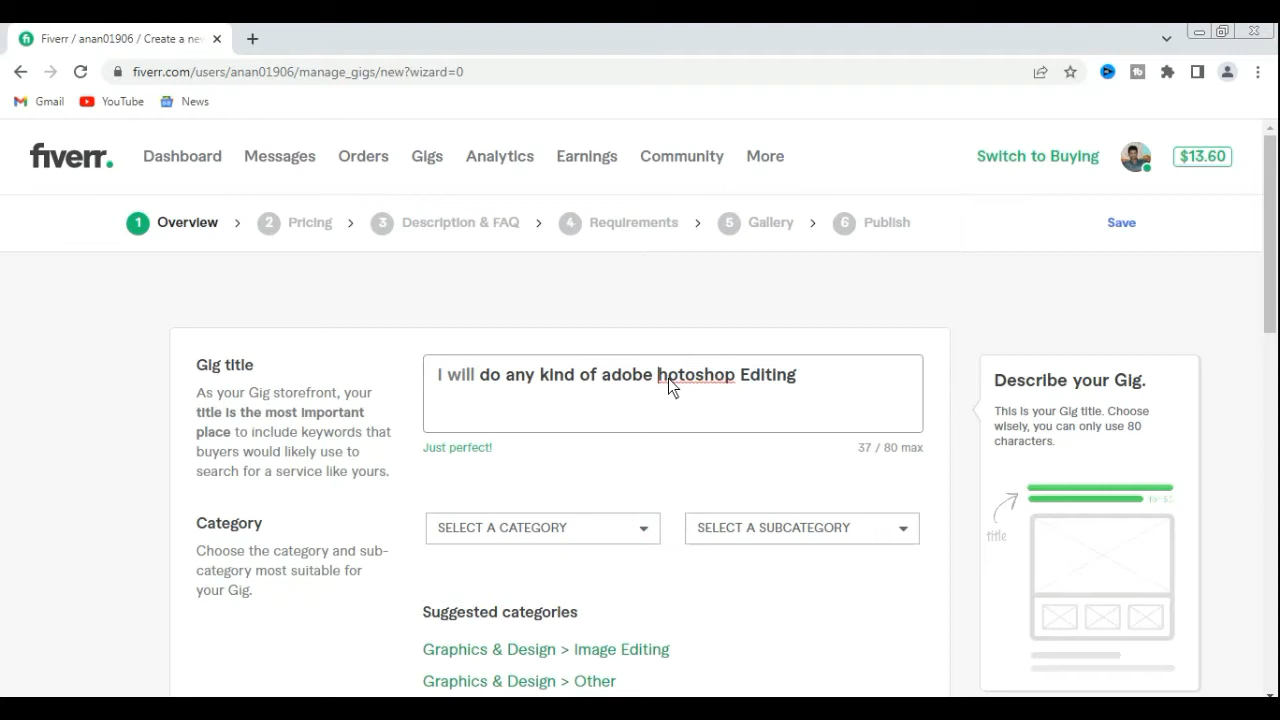 Fiverr / anan01906 / Create a new
fiverr.com/users/anan01906/manage_gigs/new?wizard=0
Gmail YouTube News
fiverr. Dashboard Messages Orders Gigs Analytics Earnings Community More Switch to Buying $13.60
1 Overview 2 Pricing 3 Description & FAQ 4 Requirements 5 Gallery 6 Publish Save
Gig title
As your Gig storefront, your
title is the most important
place to include keywords that
buyers would likely use to
search for a service like yours.
I will do any kind of adobe hotoshop Editing
Just perfect! 37 / 80 max
Category
Choose the category and sub-
category most suitable for
your Gig.
SELECT A CATEGORY SELECT A SUBCATEGORY
Suggested categories
Graphics & Design > Image Editing
Graphics & Design > Other
Describe your Gig.
This is your Gig title. Choose
wisely, you can only use 80
characters.
title